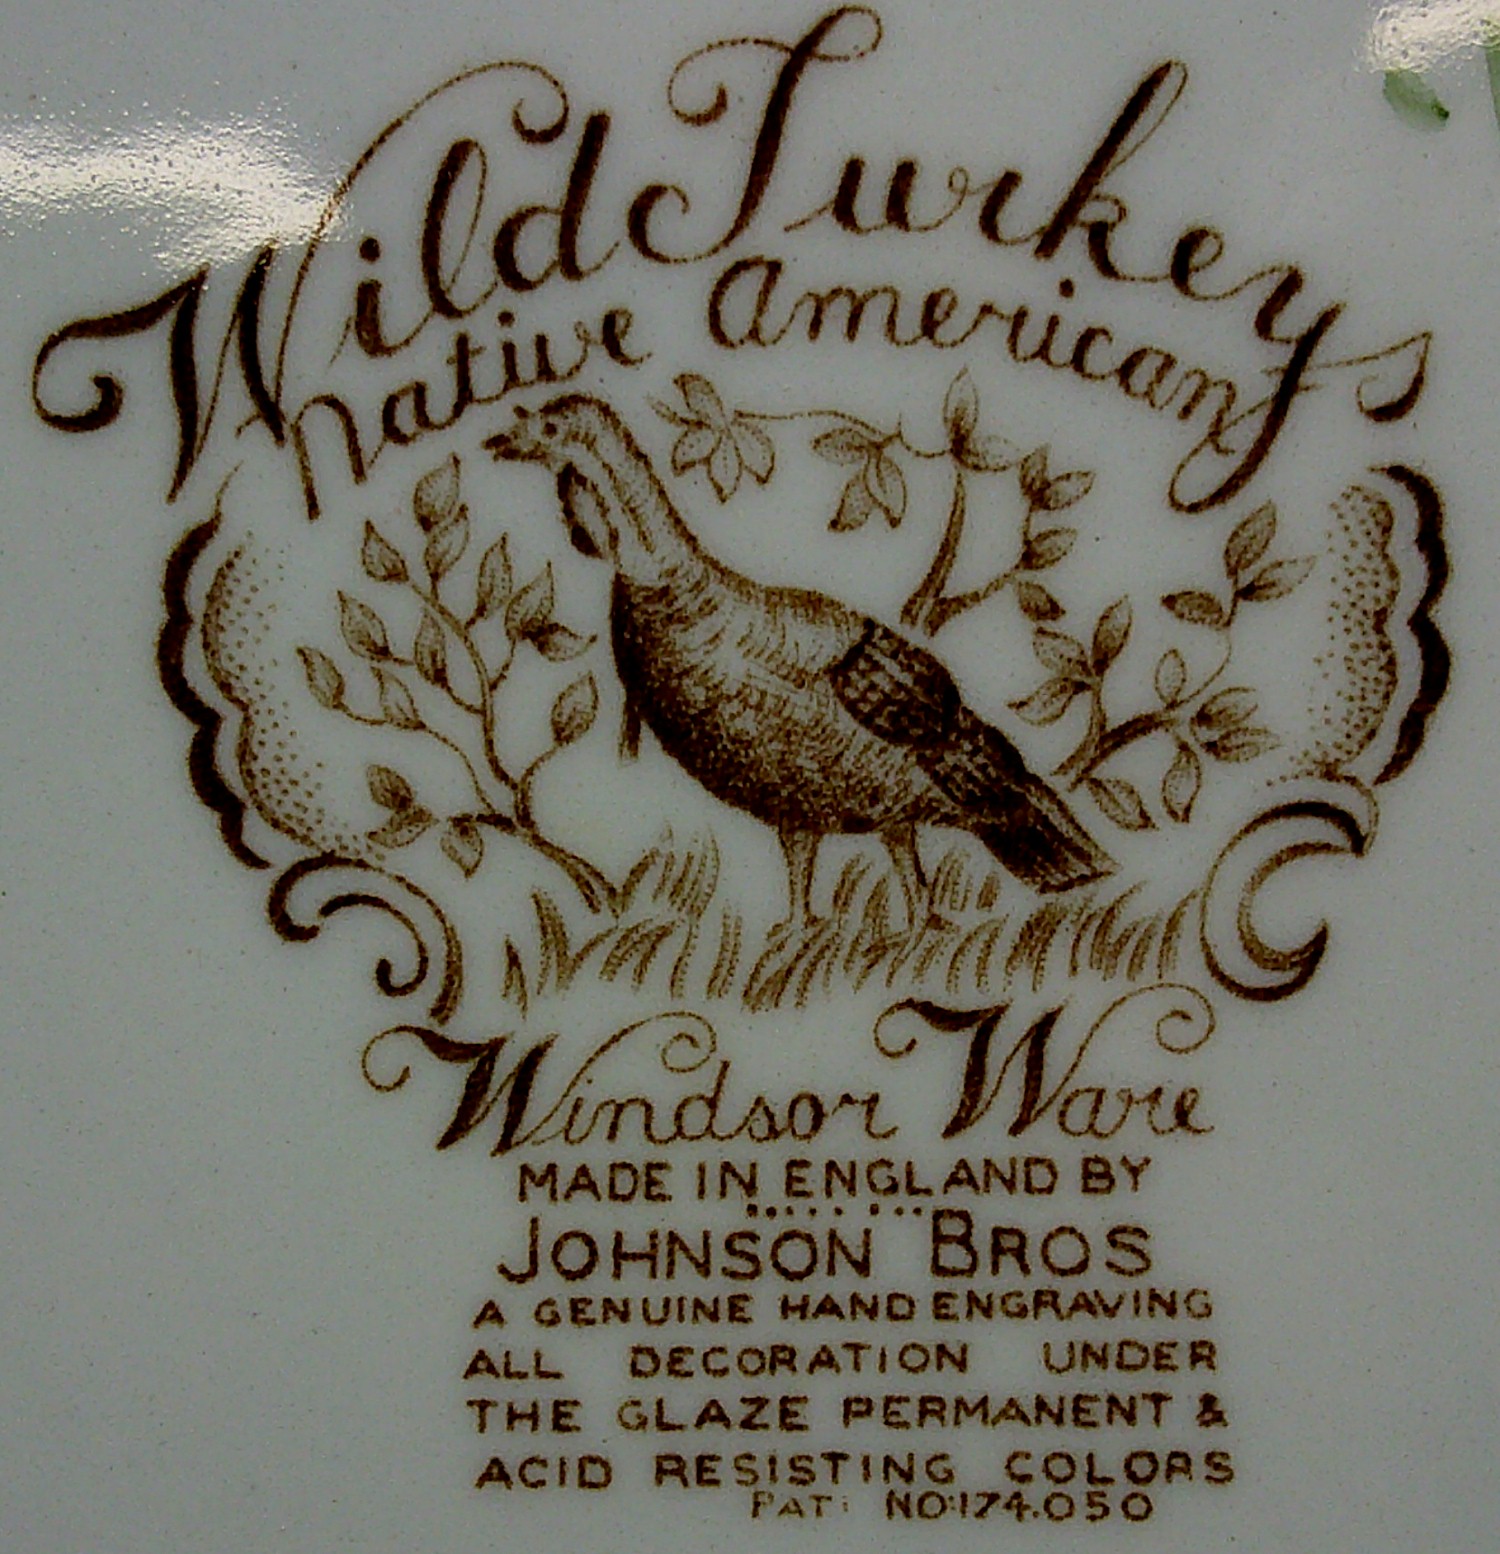 Wild Turkeys
Native American
Windsor Ware
MADE IN ENGLAND BY
JOHNSON BROS
A GENUINE HAND ENGRAVING
ALL DECORATION UNDER
THE GLAZE PERMANENT &
ACID RESISTING COLORS
PAT: NO:174.050